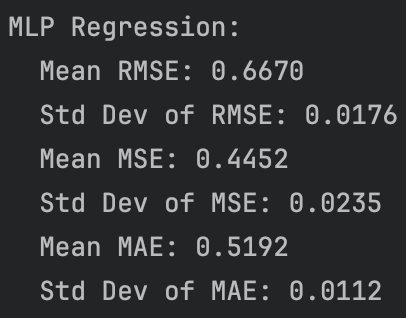 MLP Regression:
Mean RMSE: 0.6670
Std Dev of RMSE: 0.0176
Mean MSE: 0.4452
Std Dev of MSE: 0.0235
Mean MAE: 0.5192
Std Dev of MAE: 0.0112